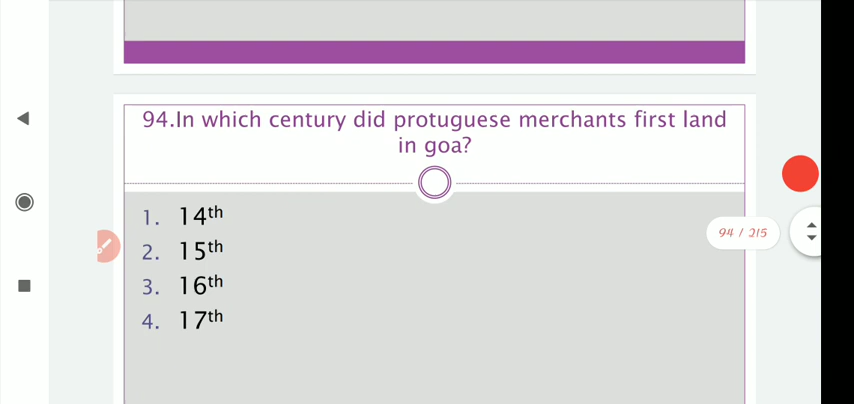 94.In which century did protuguese merchants first land
in goa?
1. 14th
2. 15th
3. 16th
4. 17th
94 / 215